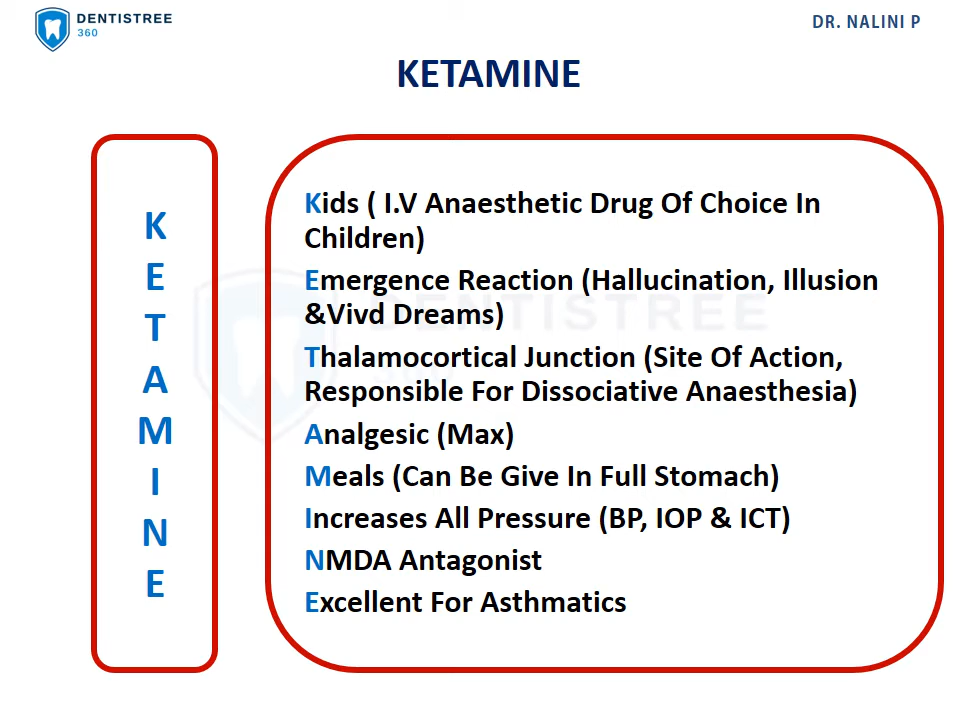 DENTISTREE
360
DR. NALINI P
KETAMINE
K
E
T
A
M
I
N
E
Kids ( I.V Anaesthetic Drug Of Choice In
Children)
Emergence Reaction (Hallucination, Illusion
&Vivd Dreams)
Thalamocortical Junction (Site Of Action,
Responsible For Dissociative Anaesthesia)
Analgesic (Max)
Meals (Can Be Give In Full Stomach)
Increases All Pressure (BP, IOP & ICT)
NMDA Antagonist
Excellent For Asthmatics
DENTISTREE